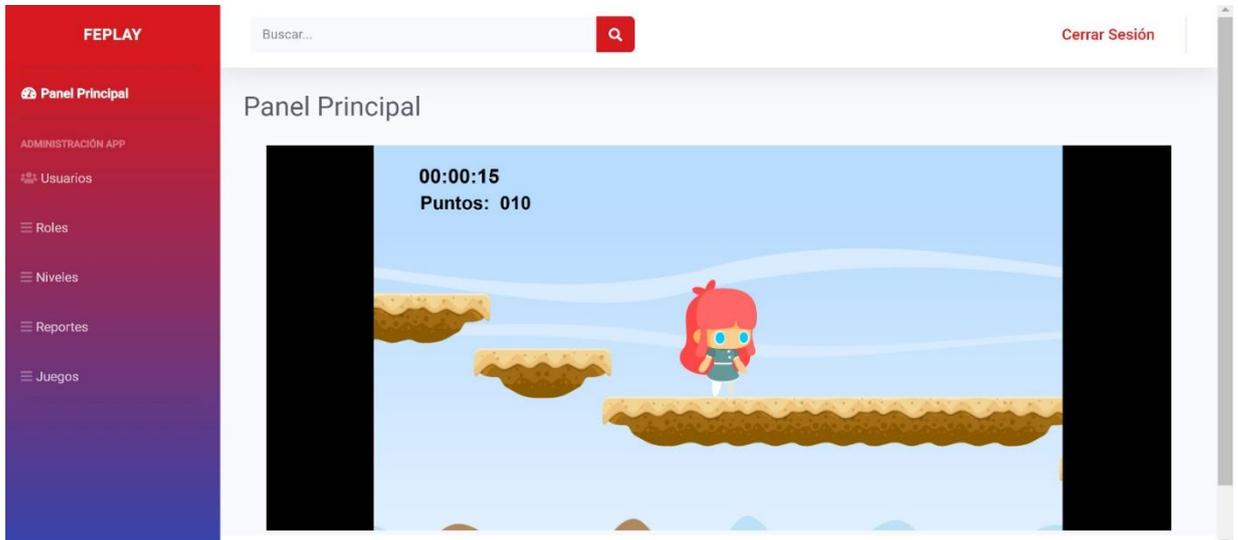 FEPLAY
Buscar...
Cerrar Sesión
Panel Principal
ADMINISTRACIÓN APP
Usuarios
Roles
Niveles
Reportes
Juegos
Panel Principal
00:00:15
Puntos: 010